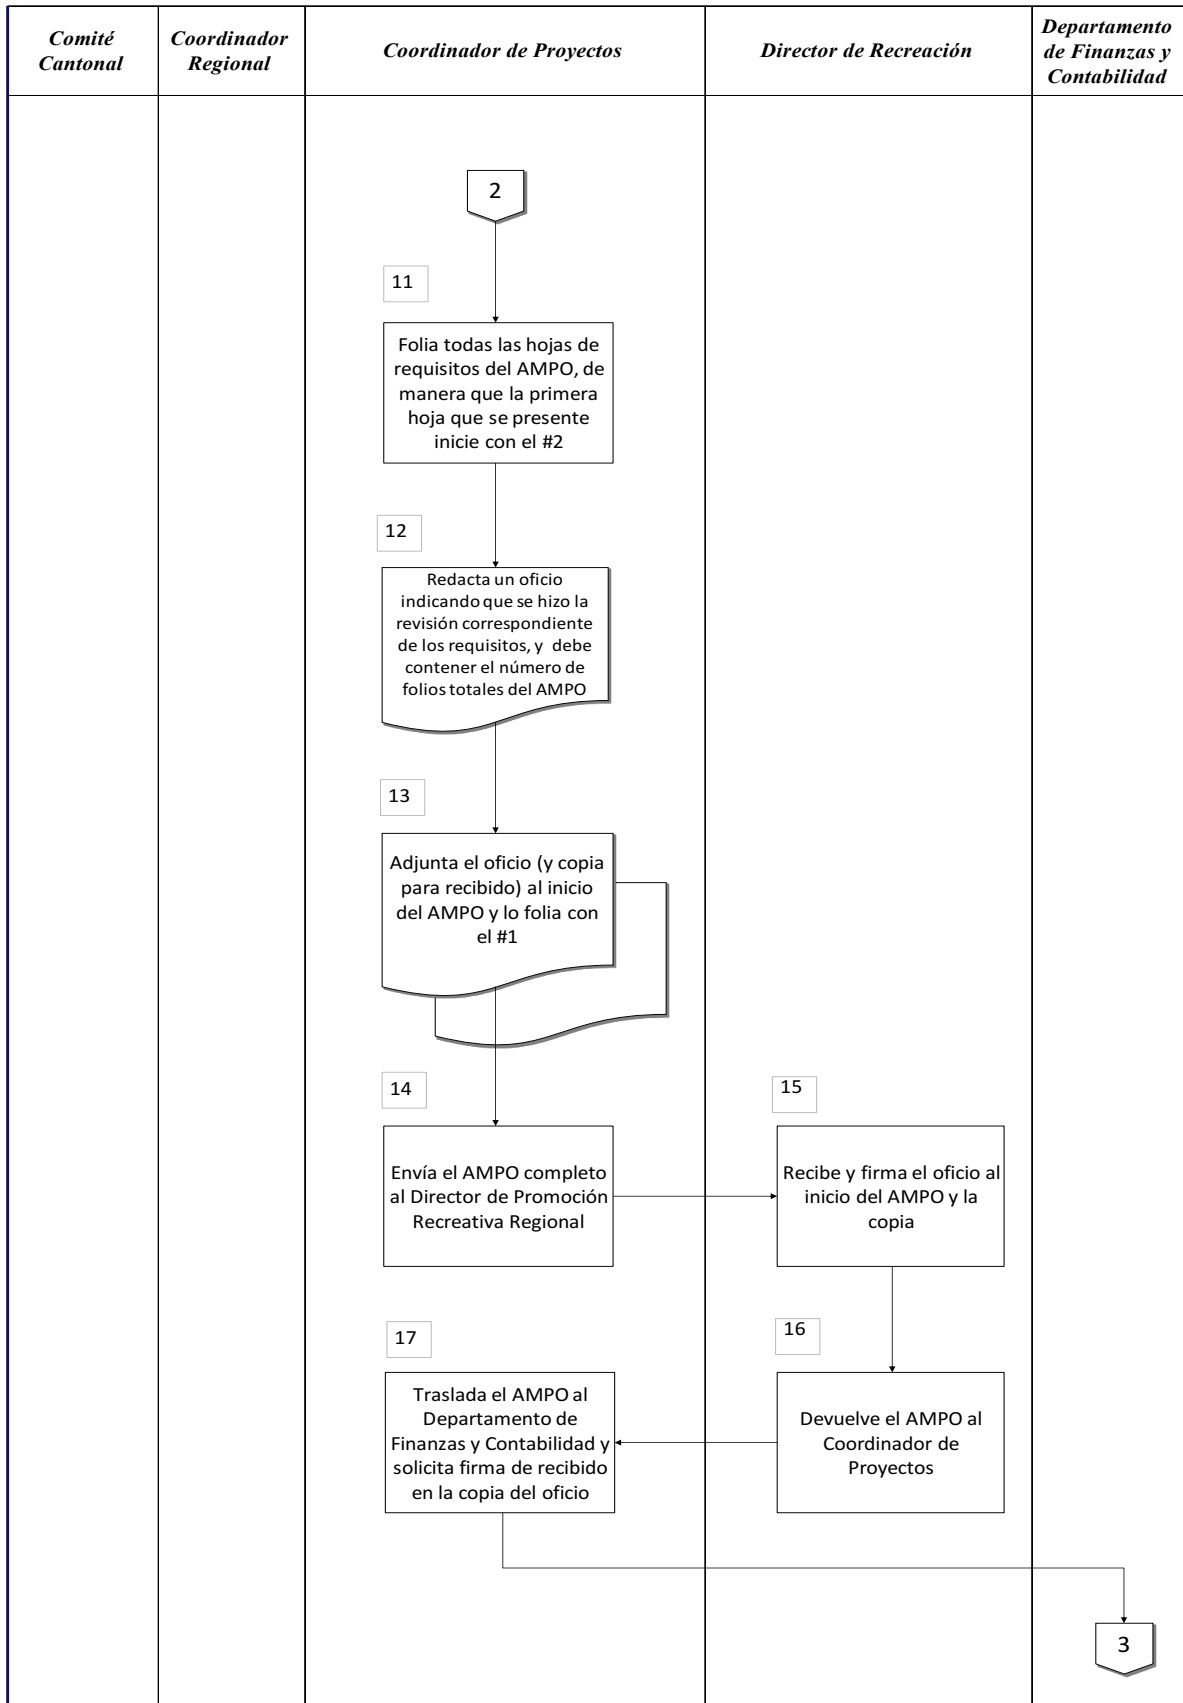 Comité
Cantonal
Coordinador
Regional
Coordinador de Proyectos
Director de Recreación
Departamento
de Finanzas y
Contabilidad
2
11
Folia todas las hojas de
requisitos del AMPO, de
manera que la primera
hoja que se presente
inicie con el #2
12
Redacta un oficio
indicando que se hizo la
revisión correspondiente
de los requisitos, y debe
contener el número de
folios totales del AMPO
13
Adjunta el oficio (y copia
para recibido) al inicio
del AMPO y lo folia con
el #1
14
Envía el AMPO completo
al Director de Promoción
Recreativa Regional
15
Recibe y firma el oficio al
inicio del AMPO y la
copia
16
Devuelve el AMPO al
Coordinador de
Proyectos
17
Traslada el AMPO al
Departamento de
Finanzas y Contabilidad y
solicita firma de recibido
en la copia del oficio
3